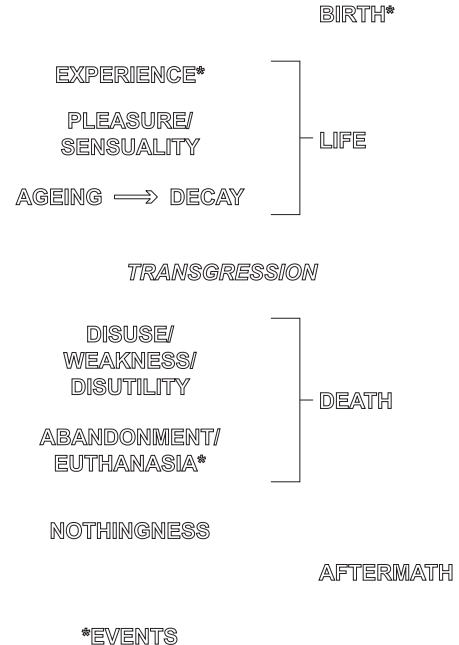 BIRTH*
EXPERIENCE*
PLEASURE/
SENSUALITY
LIFE
AGEING ⟹ DECAY
TRANSGRESSION
DISUSE/
WEAKNESS/
DISUTILITY
DEATH
ABANDONMENT/
EUTHANASIA*
NOTHINGNESS
AFTERMATH
*EVENTS